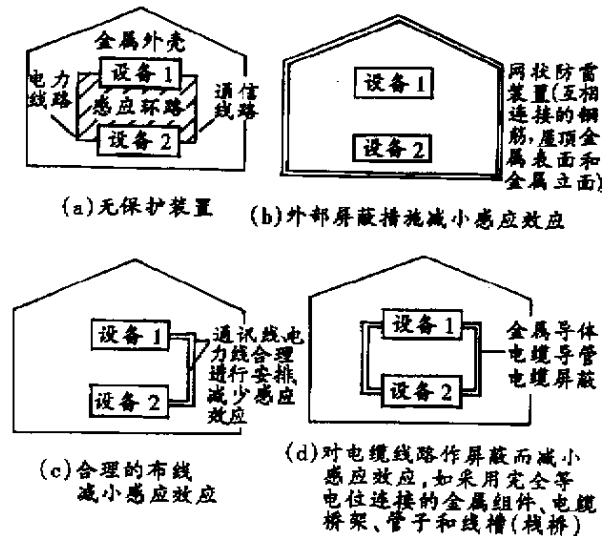 金属外壳
设备1
电力
线路
通信
线路
感应环路
设备2
(a)无保护装置
设备1
设备2
网状防雷
装置(互相
连接的钢
筋,屋顶金
属表面和
金属立面)
(b)外部屏蔽措施减小感应效应
设备1
设备2
通讯线、电
力线合理
进行安排,
减少感应
效应
(c)合理的布线
减小感应效应
设备1
设备2
金属导体
电缆导管
电缆屏蔽
(d)对电缆线路作屏蔽而减小
感应效应,如采用完全等
电位连接的金属组件、电缆
桥架、管子和线槽(栈桥)